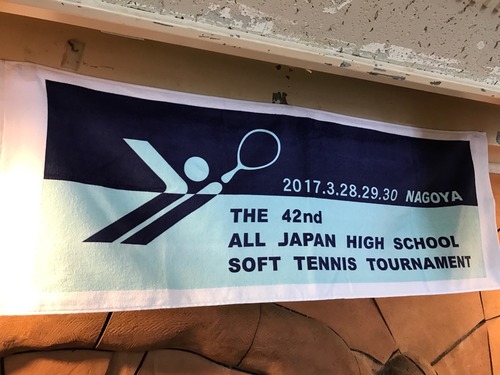 2017.3.28.29.30 NAGOYA
THE 42nd
ALL JAPAN HIGH SCHOOL
SOFT TENNIS TOURNAMENT